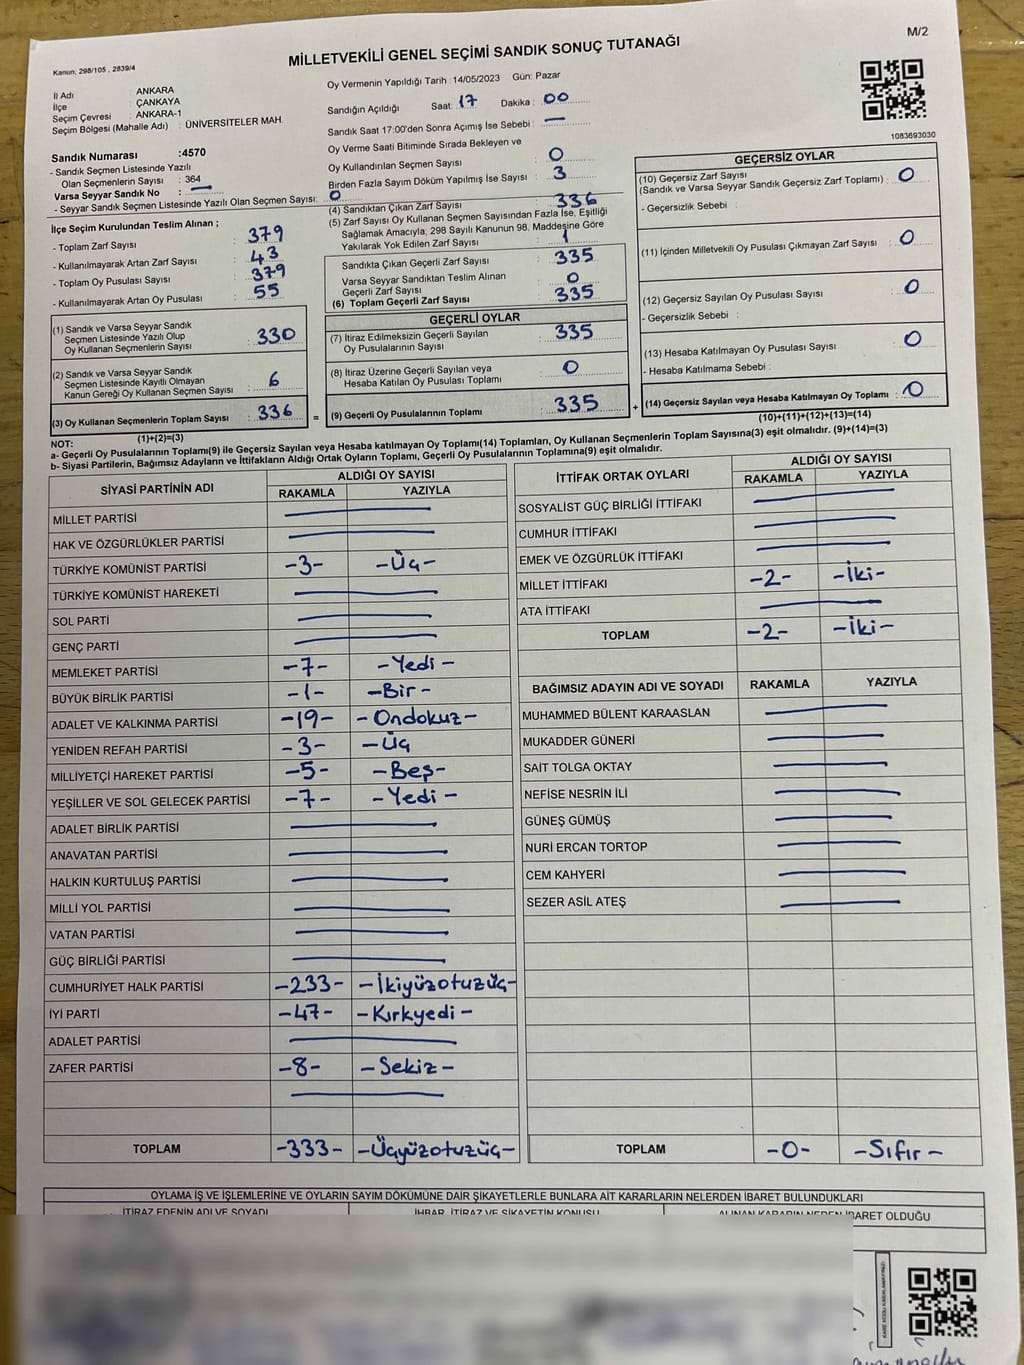 M/2
Kanun, 298/105 , 2839/4
MİLLETVEKİLİ GENEL SEÇİMİ SANDIK SONUÇ TUTANAĞI
İl Adı : ANKARA
İlçe : ÇANKAYA
Seçim Çevresi : ANKARA-1
Seçim Bölgesi (Mahalle Adı) : ÜNİVERSİTELER MAH.
Sandık Numarası :4570
- Sandık Seçmen Listesinde Yazılı
Olan Seçmenlerin Sayısı : 364
Varsa Seyyar Sandık No : —
- Seyyar Sandık Seçmen Listesinde Yazılı Olan Seçmen Sayısı: 0
Oy Vermenin Yapıldığı Tarih : 14/05/2023 Gün: Pazar
Sandığın Açıldığı Saat: 17 Dakika : 00
Sandık Saat 17:00'den Sonra Açımış İse Sebebi : —
Oy Verme Saati Bitiminde Sırada Bekleyen ve
Oy Kullandırılan Seçmen Sayısı : 0
Birden Fazla Sayım Döküm Yapılmış İse Sayısı : 3
1083693030
İlçe Seçim Kurulundan Teslim Alınan ;
- Toplam Zarf Sayısı : 379
- Kullanılmayarak Artan Zarf Sayısı : 43
- Toplam Oy Pusulası Sayısı : 379
- Kullanılmayarak Artan Oy Pusulası : 55
(4) Sandıktan Çıkan Zarf Sayısı : 336
(5) Zarf Sayısı Oy Kullanan Seçmen Sayısından Fazla İse, Eşitliği
Sağlamak Amacıyla; 298 Sayılı Kanunun 98. Maddesine Göre
Yakılarak Yok Edilen Zarf Sayısı : 1
Sandıkta Çıkan Geçerli Zarf Sayısı : 335
Varsa Seyyar Sandıktan Teslim Alınan
Geçerli Zarf Sayısı : 0
(6) Toplam Geçerli Zarf Sayısı : 335
GEÇERSİZ OYLAR
(10) Geçersiz Zarf Sayısı
(Sandık ve Varsa Seyyar Sandık Geçersiz Zarf Toplamı) : 0
- Geçersizlik Sebebi :
(11) İçinden Milletvekili Oy Pusulası Çıkmayan Zarf Sayısı : 0
(12) Geçersiz Sayılan Oy Pusulası Sayısı : 0
- Geçersizlik Sebebi :
(13) Hesaba Katılmayan Oy Pusulası Sayısı : 0
- Hesaba Katılmama Sebebi :
(14) Geçersiz Sayılan veya Hesaba Katılmayan Oy Toplamı : 0
(10)+(11)+(12)+(13)=(14)
(1) Sandık ve Varsa Seyyar Sandık
Seçmen Listesinde Yazılı Olup
Oy Kullanan Seçmenlerin Sayısı : 330
(2) Sandık ve Varsa Seyyar Sandık
Seçmen Listesinde Kayıtlı Olmayan
Kanun Gereği Oy Kullanan Seçmen Sayısı : 6
(3) Oy Kullanan Seçmenlerin Toplam Sayısı : 336 =
(1)+(2)=(3)
GEÇERLİ OYLAR
(7) İtiraz Edilmeksizin Geçerli Sayılan
Oy Pusulalarının Sayısı : 335
(8) İtiraz Üzerine Geçerli Sayılan veya
Hesaba Katılan Oy Pusulası Toplamı : 0
(9) Geçerli Oy Pusulalarının Toplamı : 335 +
NOT:
a- Geçerli Oy Pusulalarının Toplamı(9) ile Geçersiz Sayılan veya Hesaba katılmayan Oy Toplamı(14) Toplamları, Oy Kullanan Seçmenlerin Toplam Sayısına(3) eşit olmalıdır. (9)+(14)=(3)
b- Siyasi Partilerin, Bağımsız Adayların ve İttifakların Aldığı Ortak Oyların Toplamı, Geçerli Oy Pusulalarının Toplamına(9) eşit olmalıdır.
SİYASİ PARTİNİN ADI ALDIĞI OY SAYISI
RAKAMLA YAZIYLA
MİLLET PARTİSİ
HAK VE ÖZGÜRLÜKLER PARTİSİ
TÜRKİYE KOMÜNİST PARTİSİ -3- -Üç-
TÜRKİYE KOMÜNİST HAREKETİ
SOL PARTİ
GENÇ PARTİ
MEMLEKET PARTİSİ -7- -Yedi-
BÜYÜK BİRLİK PARTİSİ -1- -Bir-
ADALET VE KALKINMA PARTİSİ -19- -Ondokuz-
YENİDEN REFAH PARTİSİ -3- -Üç
MİLLİYETÇİ HAREKET PARTİSİ -5- -Beş-
YEŞİLLER VE SOL GELECEK PARTİSİ -7- -Yedi-
ADALET BİRLİK PARTİSİ
ANAVATAN PARTİSİ
HALKIN KURTULUŞ PARTİSİ
MİLLİ YOL PARTİSİ
VATAN PARTİSİ
GÜÇ BİRLİĞİ PARTİSİ
CUMHURİYET HALK PARTİSİ -233- -İkiyüzotuzüç-
İYİ PARTİ -47- -Kırkyedi-
ADALET PARTİSİ
ZAFER PARTİSİ -8- -Sekiz-
TOPLAM -333- -Üçyüzotuzüç-
İTTİFAK ORTAK OYLARI ALDIĞI OY SAYISI
RAKAMLA YAZIYLA
SOSYALİST GÜÇ BİRLİĞİ İTTİFAKI
CUMHUR İTTİFAKI
EMEK VE ÖZGÜRLÜK İTTİFAKI
MİLLET İTTİFAKI -2- -İki-
ATA İTTİFAKI
TOPLAM -2- -İki-
BAĞIMSIZ ADAYIN ADI VE SOYADI RAKAMLA YAZIYLA
MUHAMMED BÜLENT KARAASLAN
MUKADDER GÜNERİ
SAİT TOLGA OKTAY
NEFİSE NESRİN İLİ
GÜNEŞ GÜMÜŞ
NURİ ERCAN TORTOP
CEM KAHYERİ
SEZER ASİL ATEŞ
TOPLAM -0- -Sıfır-
OYLAMA İŞ VE İŞLEMLERİNE VE OYLARIN SAYIM DÖKÜMÜNE DAİR ŞİKAYETLERLE BUNLARA AİT KARARLARIN NELERDEN İBARET BULUNDUKLARI
İTİRAZ EDENİN ADI VE SOYADI İHBAR, İTİRAZ VE ŞİKAYETİN KONUSU ALINAN KARARIN NEDEN İBARET OLDUĞU